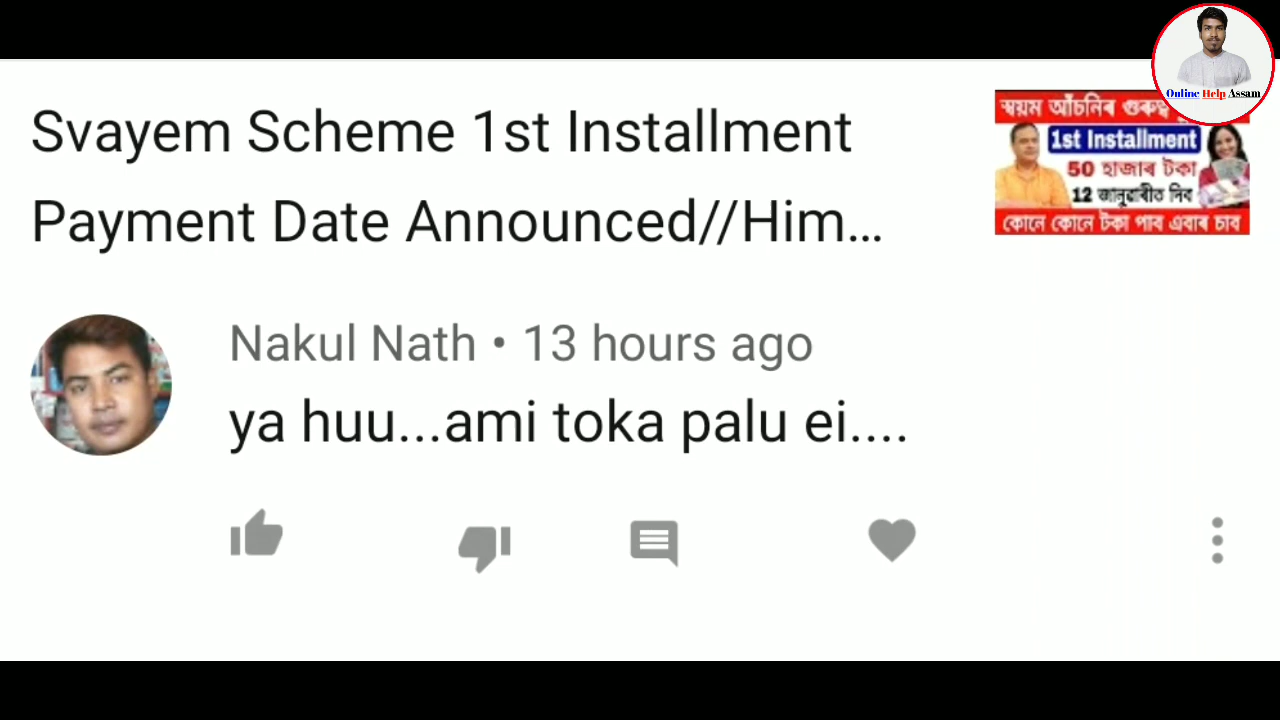 Online Help Assam
Svayem Scheme 1st Installment
Payment Date Announced//Him...
স্বয়ম আঁচনিৰ গুৰুত্ব
1st Installment
50 হাজাৰ টকা
12 জানুৱাৰীত দিব
কোনে কোনে টকা পাব এবাৰ চাব
Nakul Nath • 13 hours ago
ya huu...ami toka palu ei....